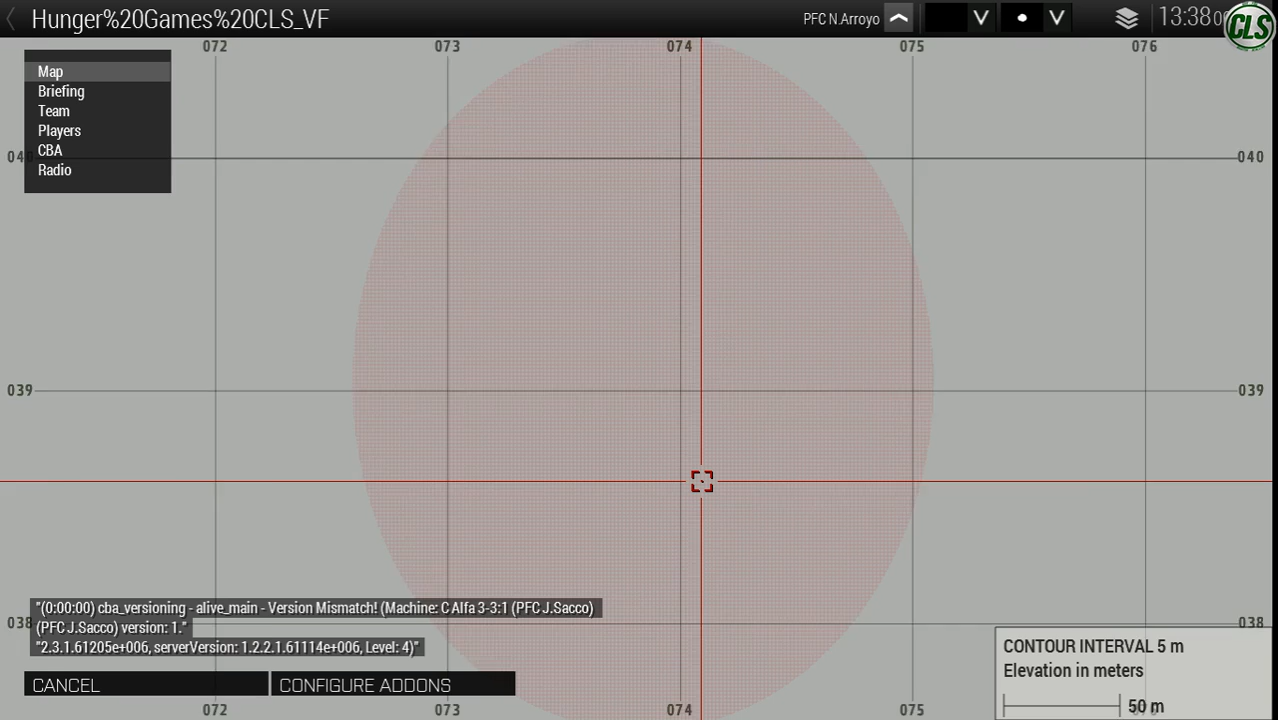 Hunger%20Games%20CLS_VF
PFC N.Arroyo
13:38
CLS
072 073 074 075 076
Map
Briefing
Team
Players
CBA
Radio
040 040
039 039
038 038
"(0:00:00) cba_versioning - alive_main - Version Mismatch! (Machine: C Alfa 3-3:1 (PFC J.Sacco)
(PFC J.Sacco) version: 1."
"2.3.1.61205e+006, serverVersion: 1.2.2.1.61114e+006, Level: 4)"
CONTOUR INTERVAL 5 m
Elevation in meters
50 m
CANCEL
CONFIGURE ADDONS
072 073 074 075